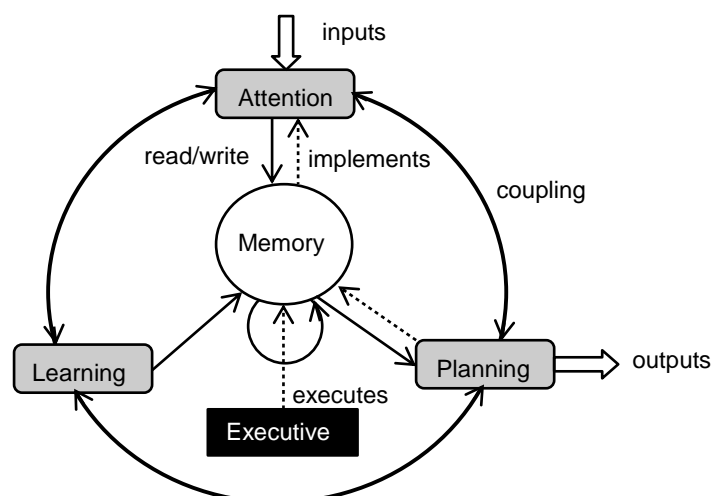 inputs
Attention
read/write
implements
coupling
Memory
Learning
Planning
outputs
executes
Executive